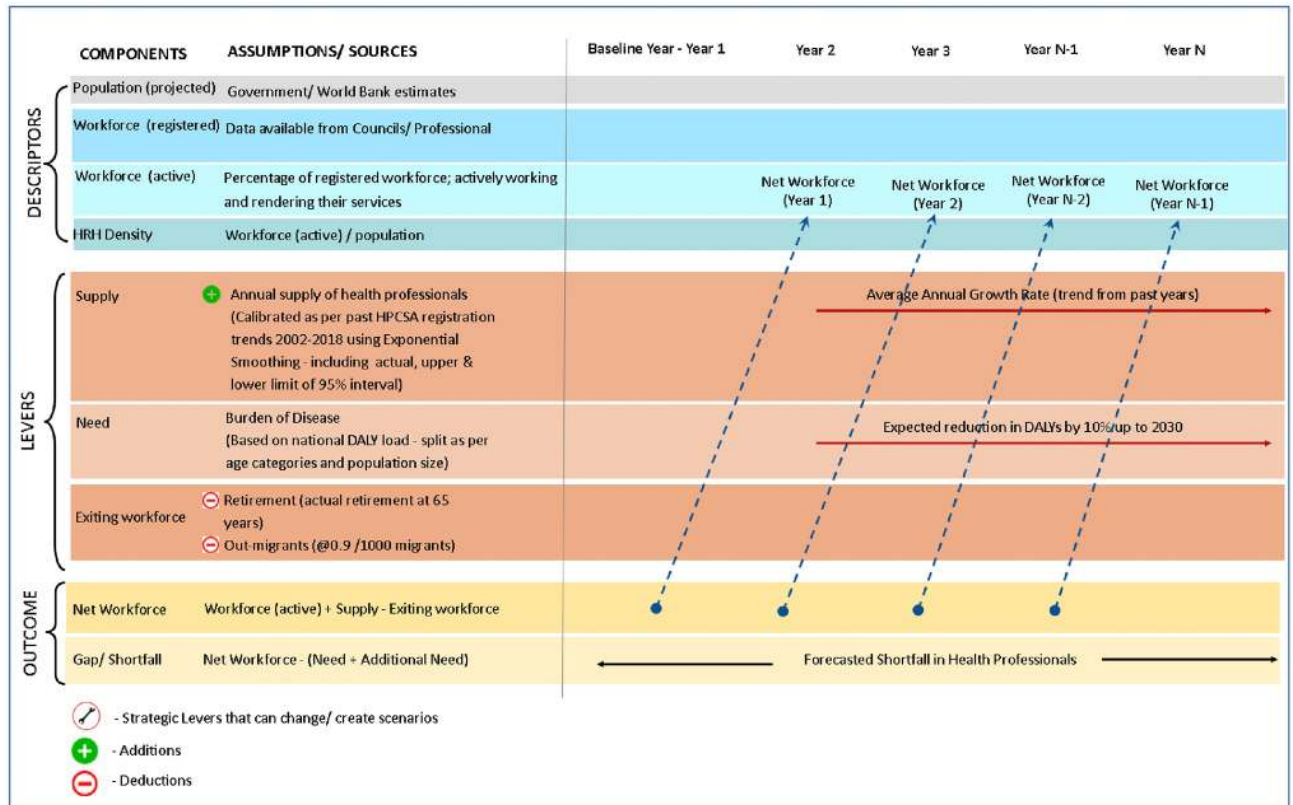 COMPONENTS ASSUMPTIONS/ SOURCES Baseline Year - Year 1 Year 2 Year 3 Year N-1 Year N
DESCRIPTORS
Population (projected) Government/ World Bank estimates
Workforce (registered) Data available from Councils/ Professional
Workforce (active) Percentage of registered workforce; actively working
and rendering their services
Net Workforce
(Year 1)
Net Workforce
(Year 2)
Net Workforce
(Year N-2)
Net Workforce
(Year N-1)
HRH Density Workforce (active) / population
LEVERS
Supply Annual supply of health professionals
(Calibrated as per past HPCSA registration
trends 2002-2018 using Exponential
Smoothing - including actual, upper &
lower limit of 95% interval)
Average Annual Growth Rate (trend from past years)
Need Burden of Disease
(Based on national DALY load - split as per
age categories and population size)
Expected reduction in DALYs by 10% up to 2030
Exiting workforce Retirement (actual retirement at 65
years)
Out-migrants (@0.9 /1000 migrants)
OUTCOME
Net Workforce Workforce (active) + Supply - Exiting workforce
Gap/ Shortfall Net Workforce - (Need + Additional Need) Forecasted Shortfall in Health Professionals
- Strategic Levers that can change/ create scenarios
- Additions
- Deductions